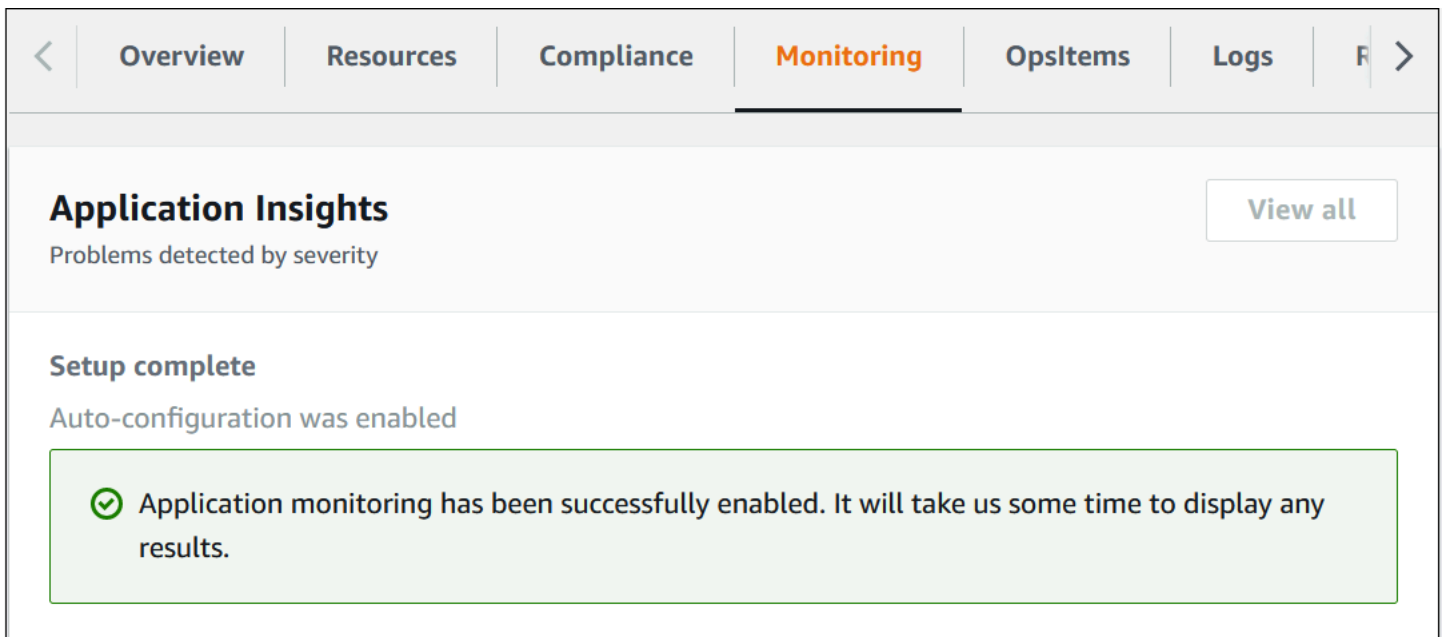 Overview Resources Compliance Monitoring OpsItems Logs
Application Insights
View all
Problems detected by severity
Setup complete
Auto-configuration was enabled
Application monitoring has been successfully enabled. It will take us some time to display any
results.